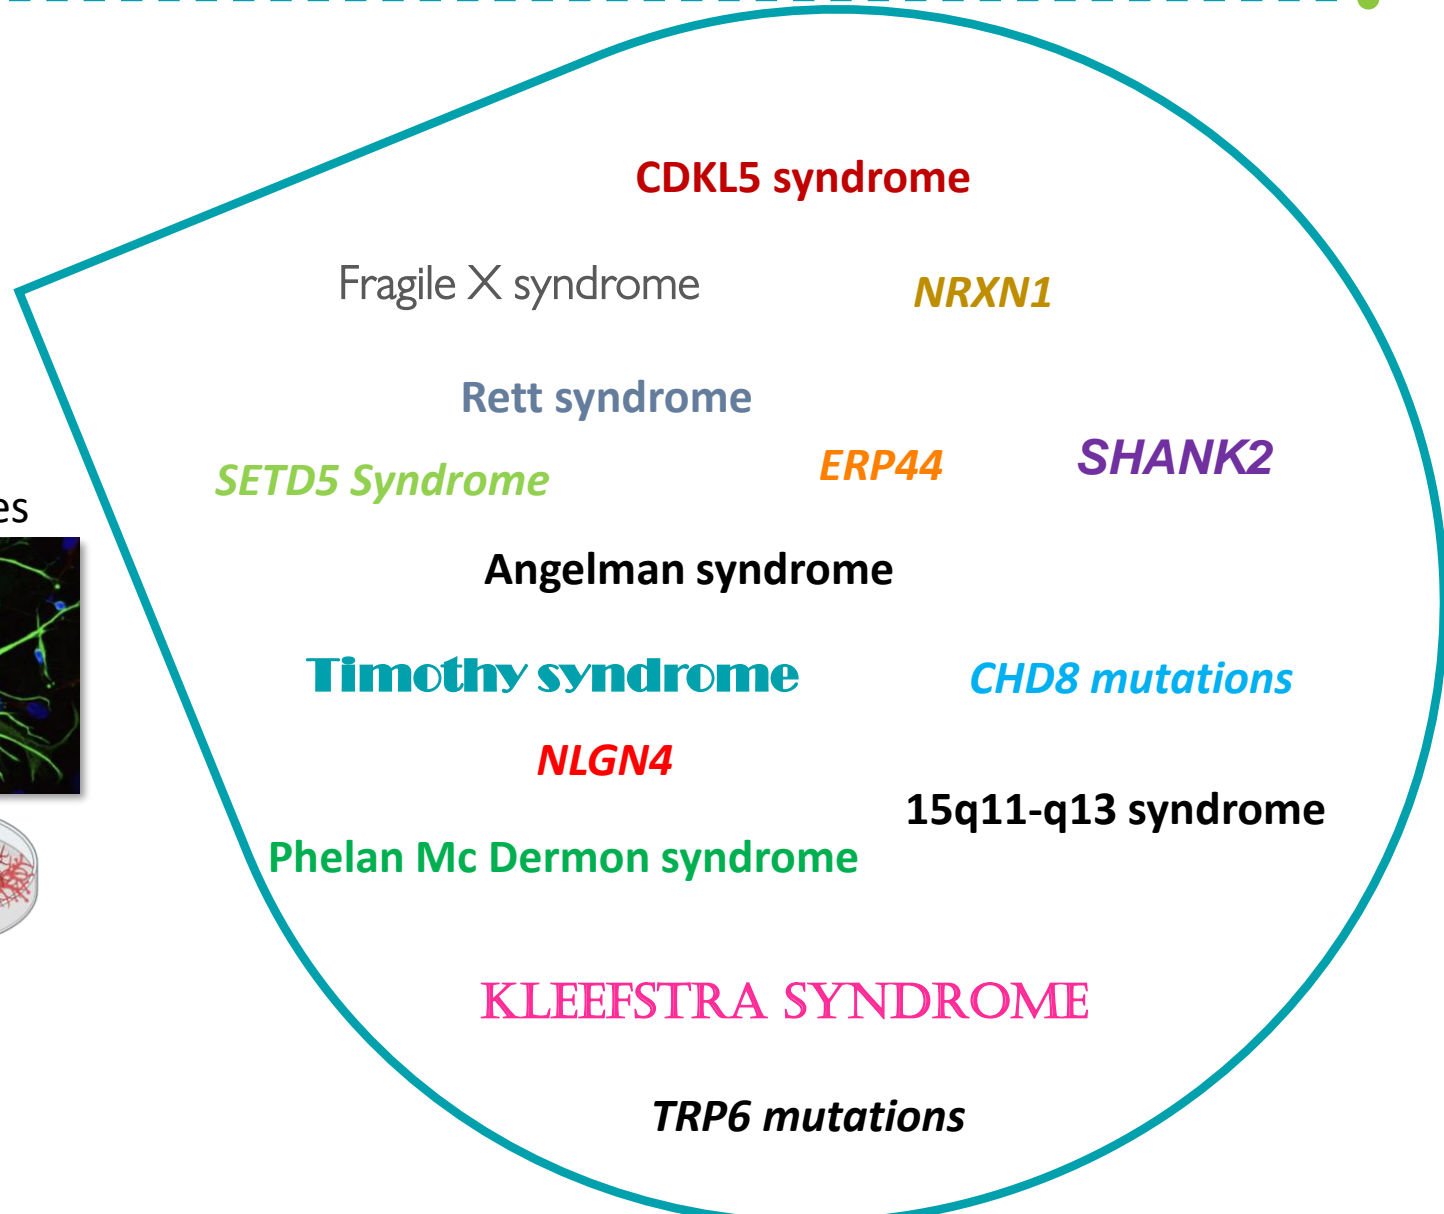 CDKL5 syndrome
Fragile X syndrome
NRXN1
Rett syndrome
SETD5 Syndrome
ERP44
SHANK2
es
Angelman syndrome
Timothy syndrome
CHD8 mutations
NLGN4
15q11-q13 syndrome
Phelan Mc Dermon syndrome
KLEEFSTRA SYNDROME
TRP6 mutations